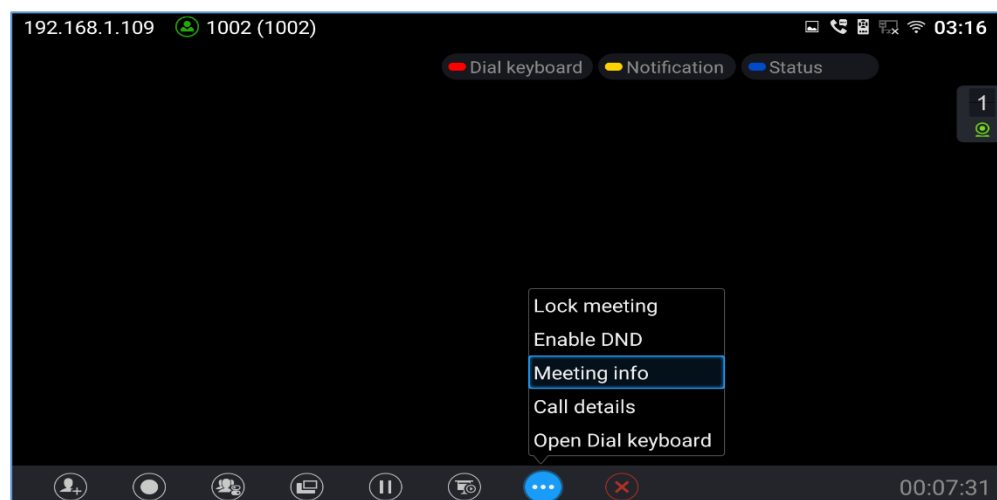 192.168.1.109 1002 (1002) 03:16
Dial keyboard Notification Status
1
Lock meeting
Enable DND
Meeting info
Call details
Open Dial keyboard
00:07:31